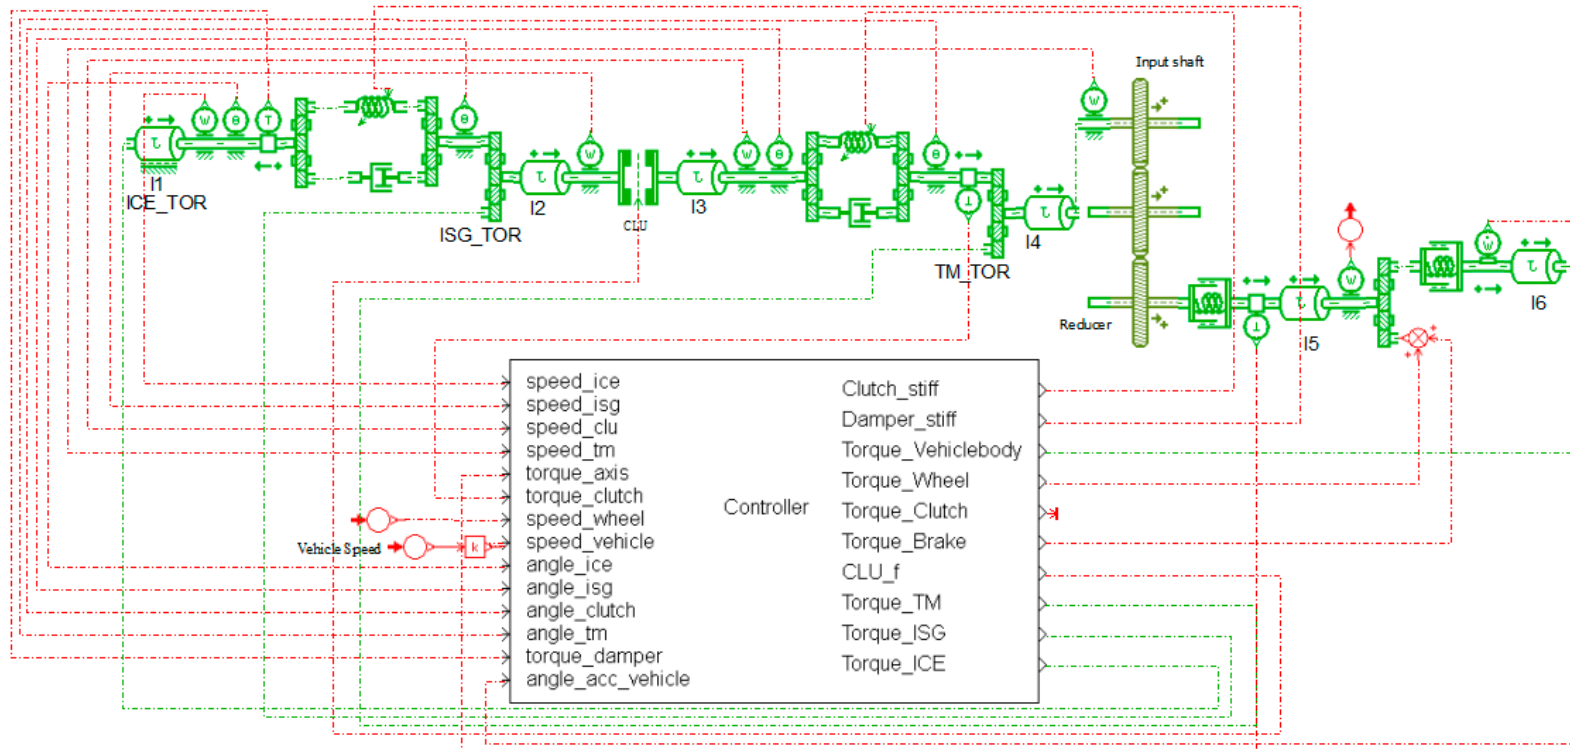 Input shaft
W
θ
T
θ
W
W
θ
θ
W
I1
ICE_TOR
I2
I3
CLU
ISG_TOR
T
I4
TM_TOR
W
W
I6
Reducer
T
I5
speed_ice
speed_isg
speed_clu
speed_tm
torque_axis
torque_clutch
speed_wheel
Vehicle Speed
k
speed_vehicle
angle_ice
angle_isg
angle_clutch
angle_tm
torque_damper
angle_acc_vehicle
Controller
Clutch_stiff
Damper_stiff
Torque_Vehiclebody
Torque_Wheel
Torque_Clutch
Torque_Brake
CLU_f
Torque_TM
Torque_ISG
Torque_ICE